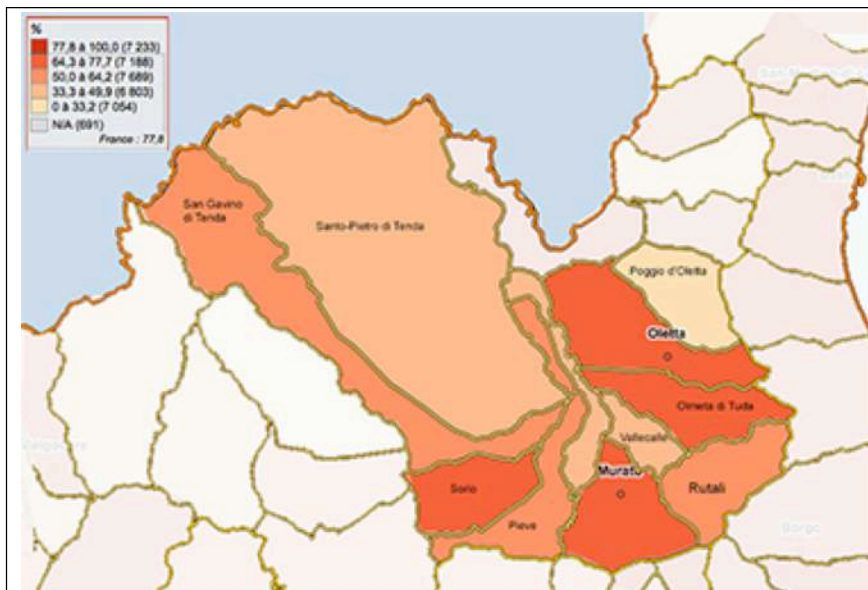 %
77,8 à 100,0 (7 233)
64,3 à 77,7 (7 188)
50,0 à 64,2 (7 689)
33,3 à 49,9 (6 803)
0 à 33,2 (7 054)
N/A (691)
France : 77,8
San Gavino
di Tenda
Santo-Pietro di Tenda
Poggio d'Oletta
Oletta
Olmeta di Tuda
Vallecalle
Murato
Sorio
Rutali
Pieve
Borgo